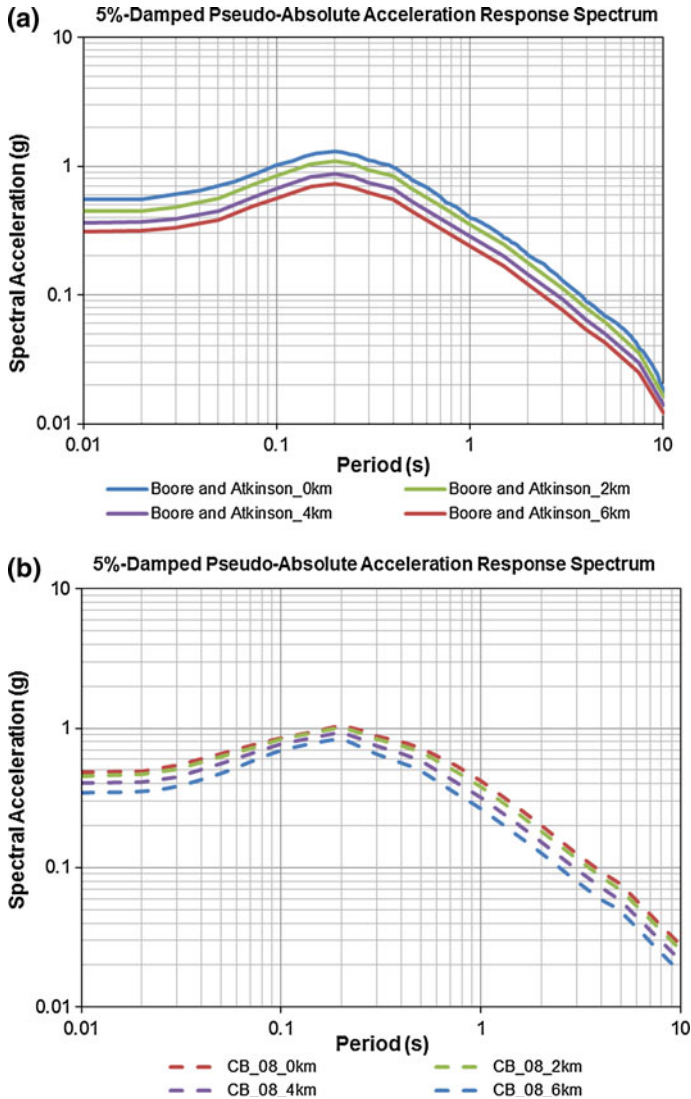 (a)
5%-Damped Pseudo-Absolute Acceleration Response Spectrum
10
1
0.1
0.01
Spectral Acceleration (g)
0.01
0.1
1
10
Period (s)
Boore and Atkinson_0km
Boore and Atkinson_2km
Boore and Atkinson_4km
Boore and Atkinson_6km
(b)
5%-Damped Pseudo-Absolute Acceleration Response Spectrum
10
1
0.1
0.01
Spectral Acceleration (g)
0.01
0.1
1
10
Period (s)
CB_08_0km
CB_08_2km
CB_08_4km
CB_08_6km